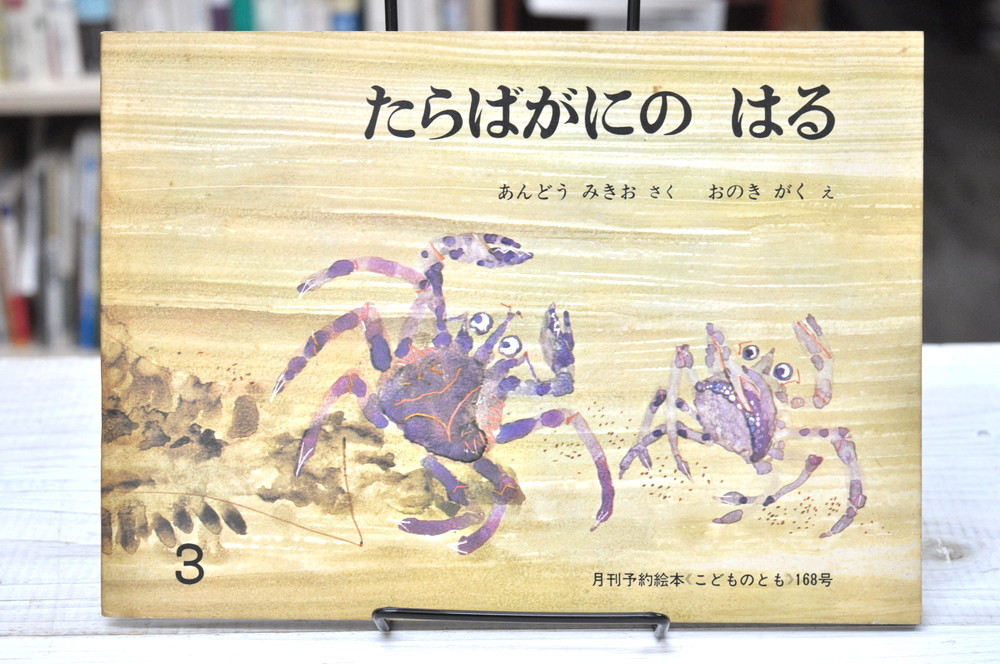 たらばがにの はる
あんどう みきお さく おのき がく え
3
月刊予約絵本《こどものとも》168号